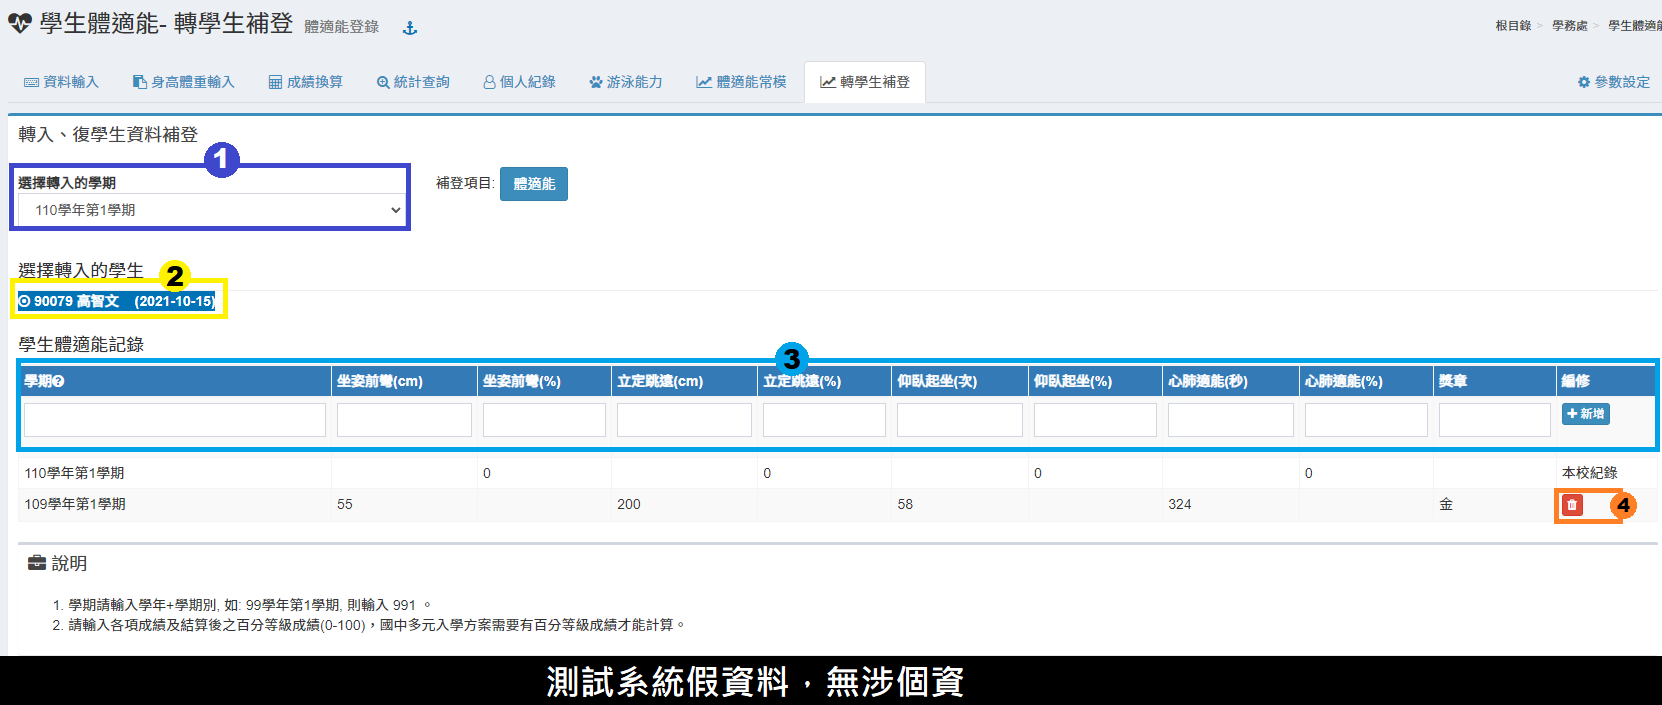 學生體適能- 轉學生補登 體適能登錄
根目錄 > 學務處 > 學生體適能
資料輸入 身高體重輸入 成績換算 統計查詢 個人紀錄 游泳能力 體適能常模 轉學生補登 參數設定
轉入、復學生資料補登
1
選擇轉入的學期
110學年第1學期
補登項目: 體適能
選擇轉入的學生
2
90079 高智文 (2021-10-15)
學生體適能記錄
3
學期 坐姿前彎(cm) 坐姿前彎(%) 立定跳遠(cm) 立定跳遠(%) 仰臥起坐(次) 仰臥起坐(%) 心肺適能(秒) 心肺適能(%) 獎章 編修
新增
110學年第1學期 0 0 0 0 本校紀錄
109學年第1學期 55 200 58 324 金 4
說明
1. 學期請輸入學年+學期別, 如: 99學年第1學期, 則輸入 991 。
2. 請輸入各項成績及結算後之百分等級成績(0-100)，國中多元入學方案需要有百分等級成績才能計算。
測試系統假資料，無涉個資